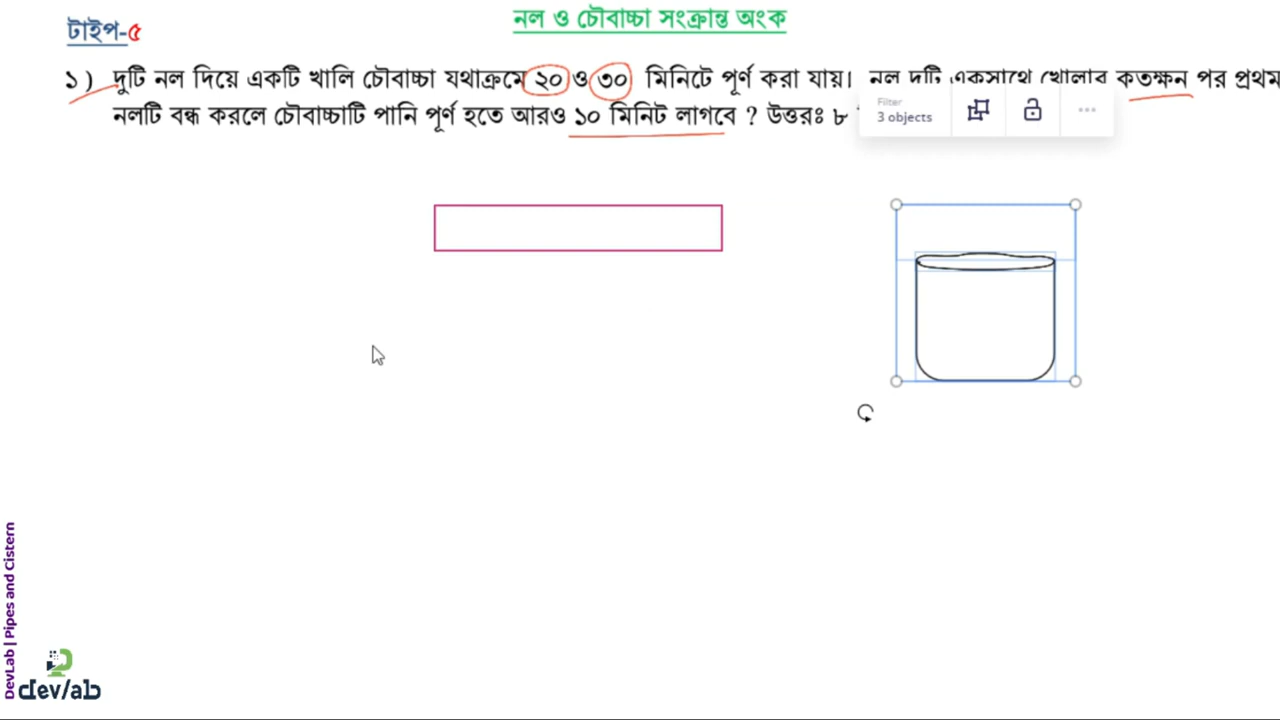 নল ও চৌবাচ্চা সংক্রান্ত অংক
টাইপ-৫
১) দুটি নল দিয়ে একটি খালি চৌবাচ্চা যথাক্রমে ২০ ও ৩০ মিনিটে পূর্ণ করা যায়। নল দুটি একসাথে খোলার কতক্ষন পর প্রথম
নলটি বন্ধ করলে চৌবাচ্চাটি পানি পূর্ণ হতে আরও ১০ মিনিট লাগবে ? উত্তরঃ ৮
Filter
3 objects
DevLab | Pipes and Cistern
dev/ab